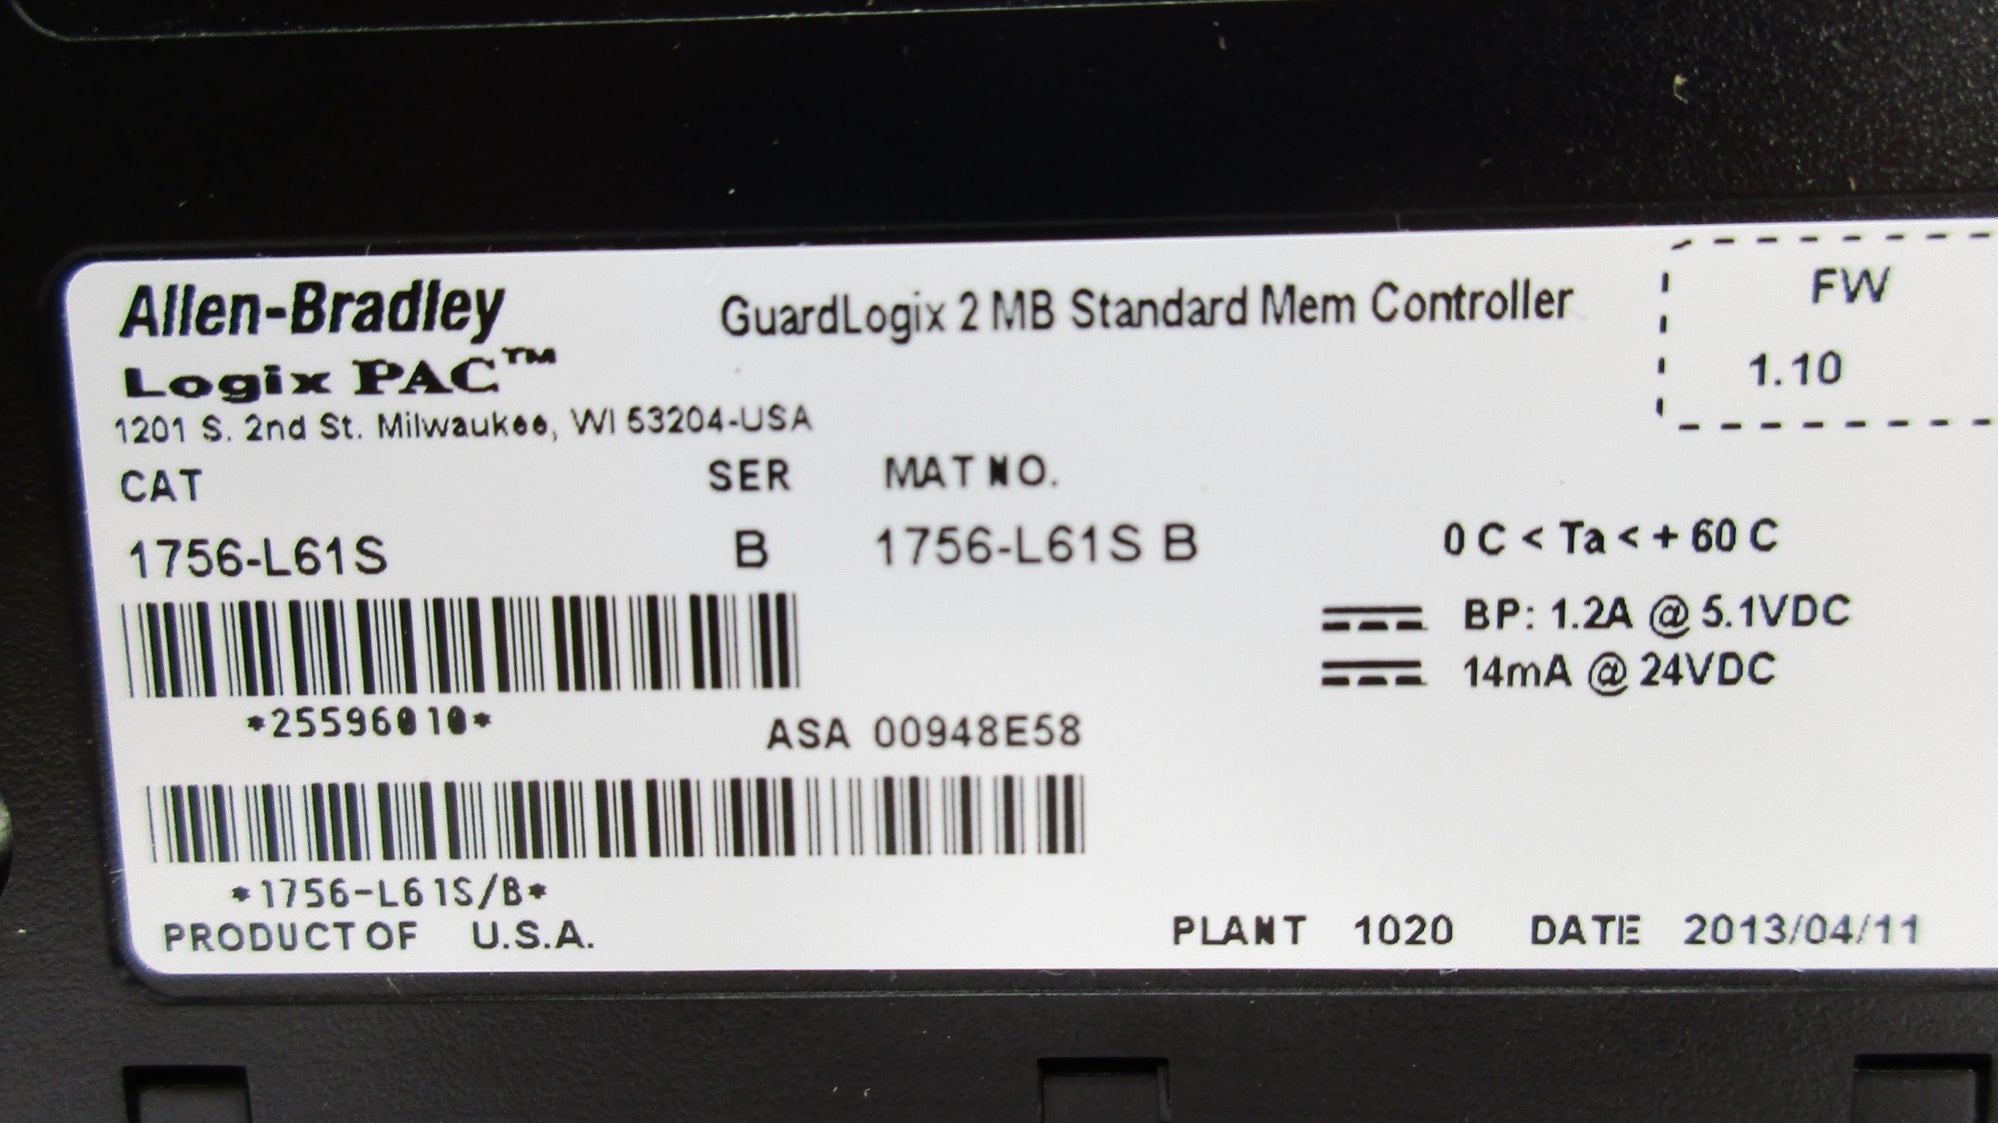 Allen-Bradley
Logix PAC™
GuardLogix 2 MB Standard Mem Controller
FW
1.10
1201 S. 2nd St. Milwaukee, WI 53204-USA
CAT SER MAT NO.
1756-L61S B 1756-L61S B
0 C < Ta < + 60 C
BP: 1.2A @ 5.1VDC
14mA @ 24VDC
*25596010*
ASA 00948E58
*1756-L61S/B*
PRODUCT OF U.S.A.
PLANT 1020 DATE 2013/04/11